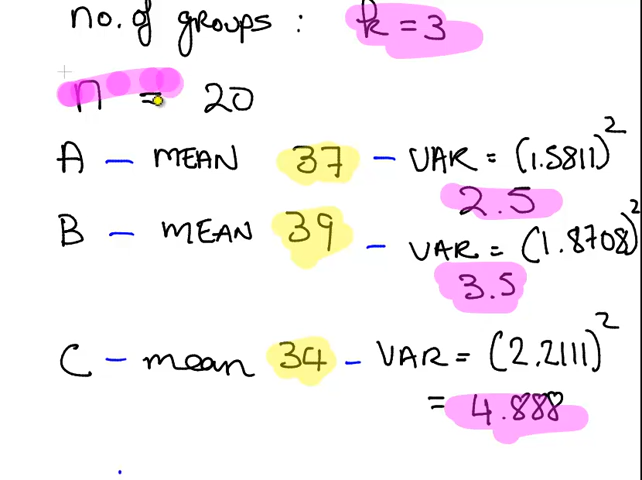 no. of groups : k = 3
n = 20
A – MEAN 37 – VAR = (1.5811)²
2.5
B – MEAN 39 – VAR = (1.8708)²
3.5
C – mean 34 – VAR = (2.2111)²
= 4.888